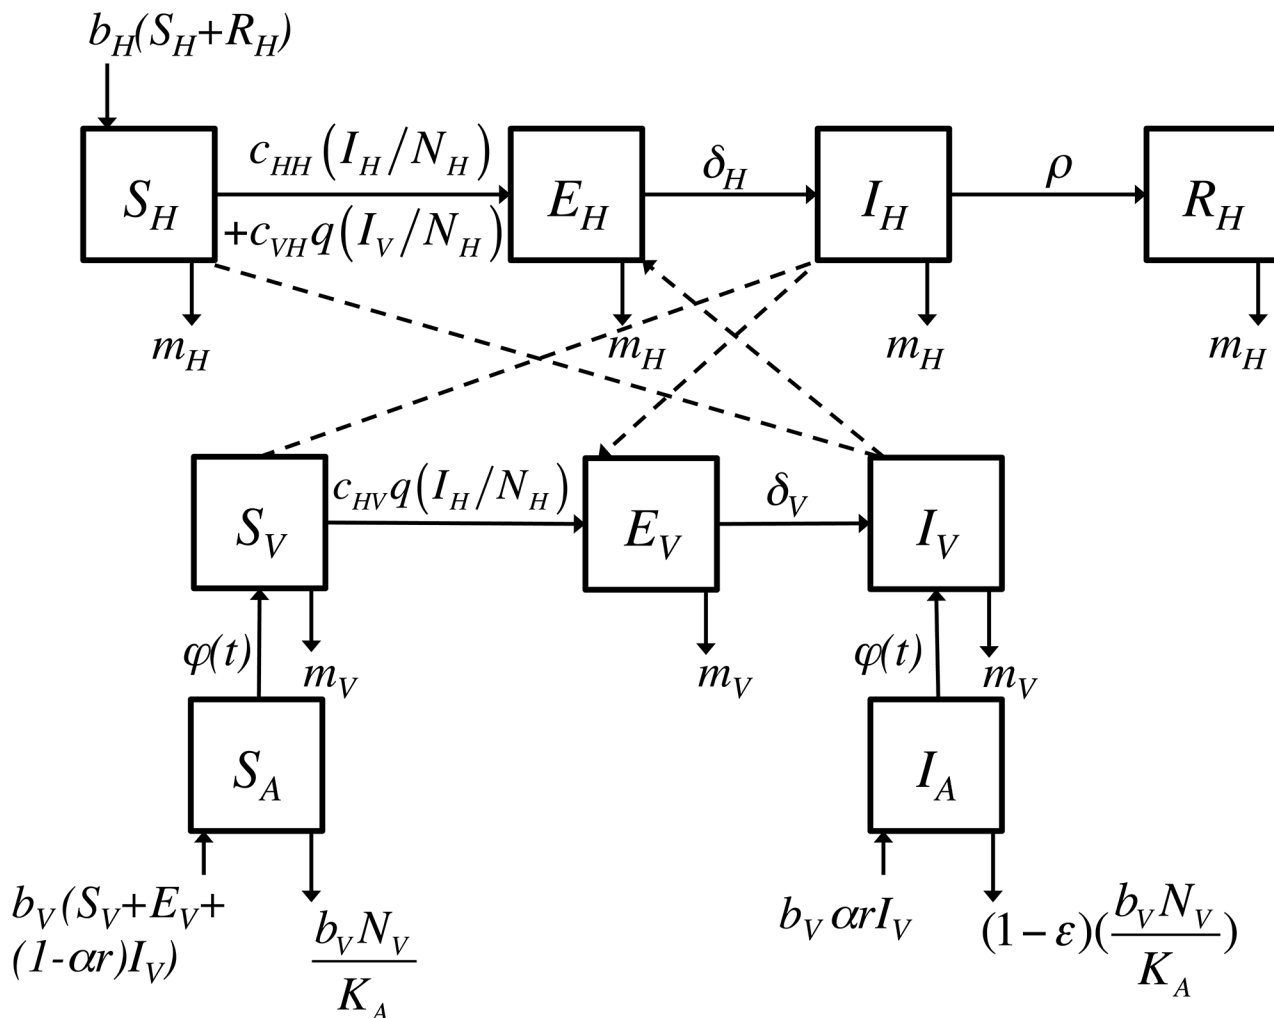 b_H(S_H+R_H)
c_HH(I_H/N_H)
+c_VH q(I_V/N_H)
δ_H
ρ
S_H
E_H
I_H
R_H
m_H
m_H
m_H
m_H
c_HV q(I_H/N_H)
δ_V
S_V
E_V
I_V
φ(t)
m_V
m_V
φ(t)
m_V
S_A
I_A
b_V(S_V+E_V+
(1-αr)I_V)
b_V N_V
K_A
b_V αrI_V
(1−ε)(b_V N_V/K_A)